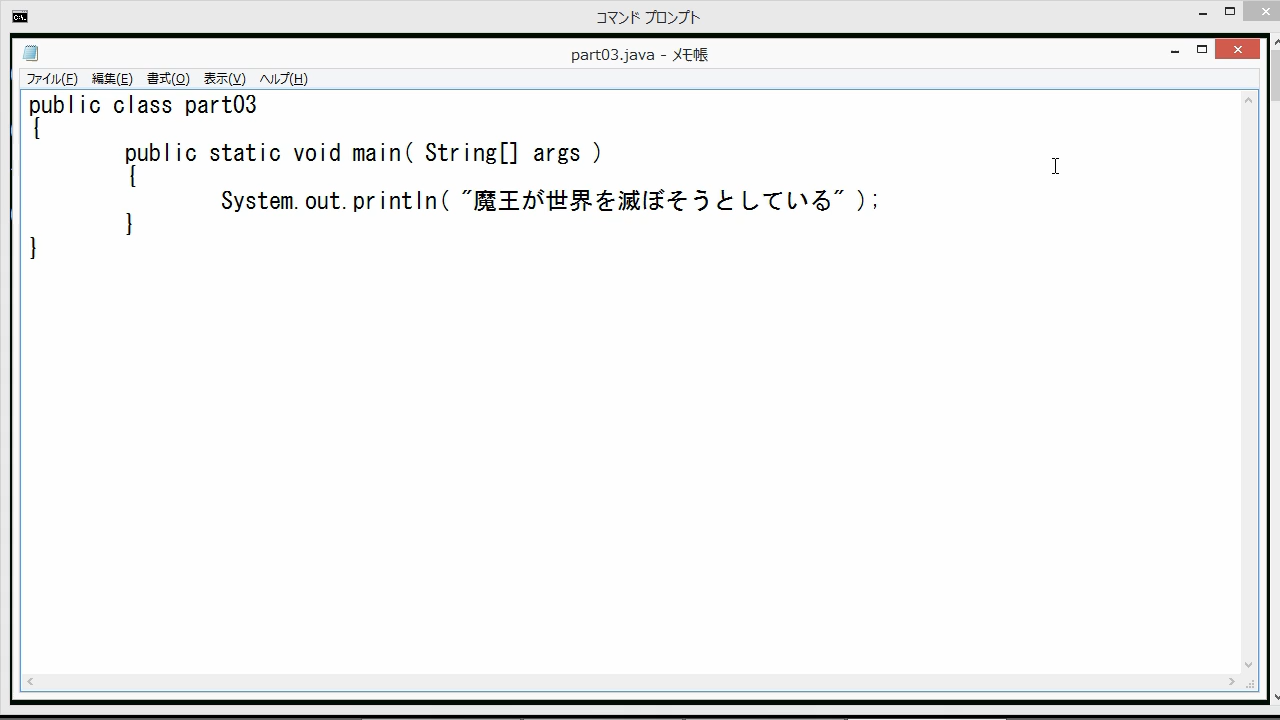 コマンド プロンプト
part03.java - メモ帳
ファイル(F) 編集(E) 書式(O) 表示(V) ヘルプ(H)
public class part03
{
public static void main( String[] args )
{
System.out.println( "魔王が世界を滅ぼそうとしている" );
}
}